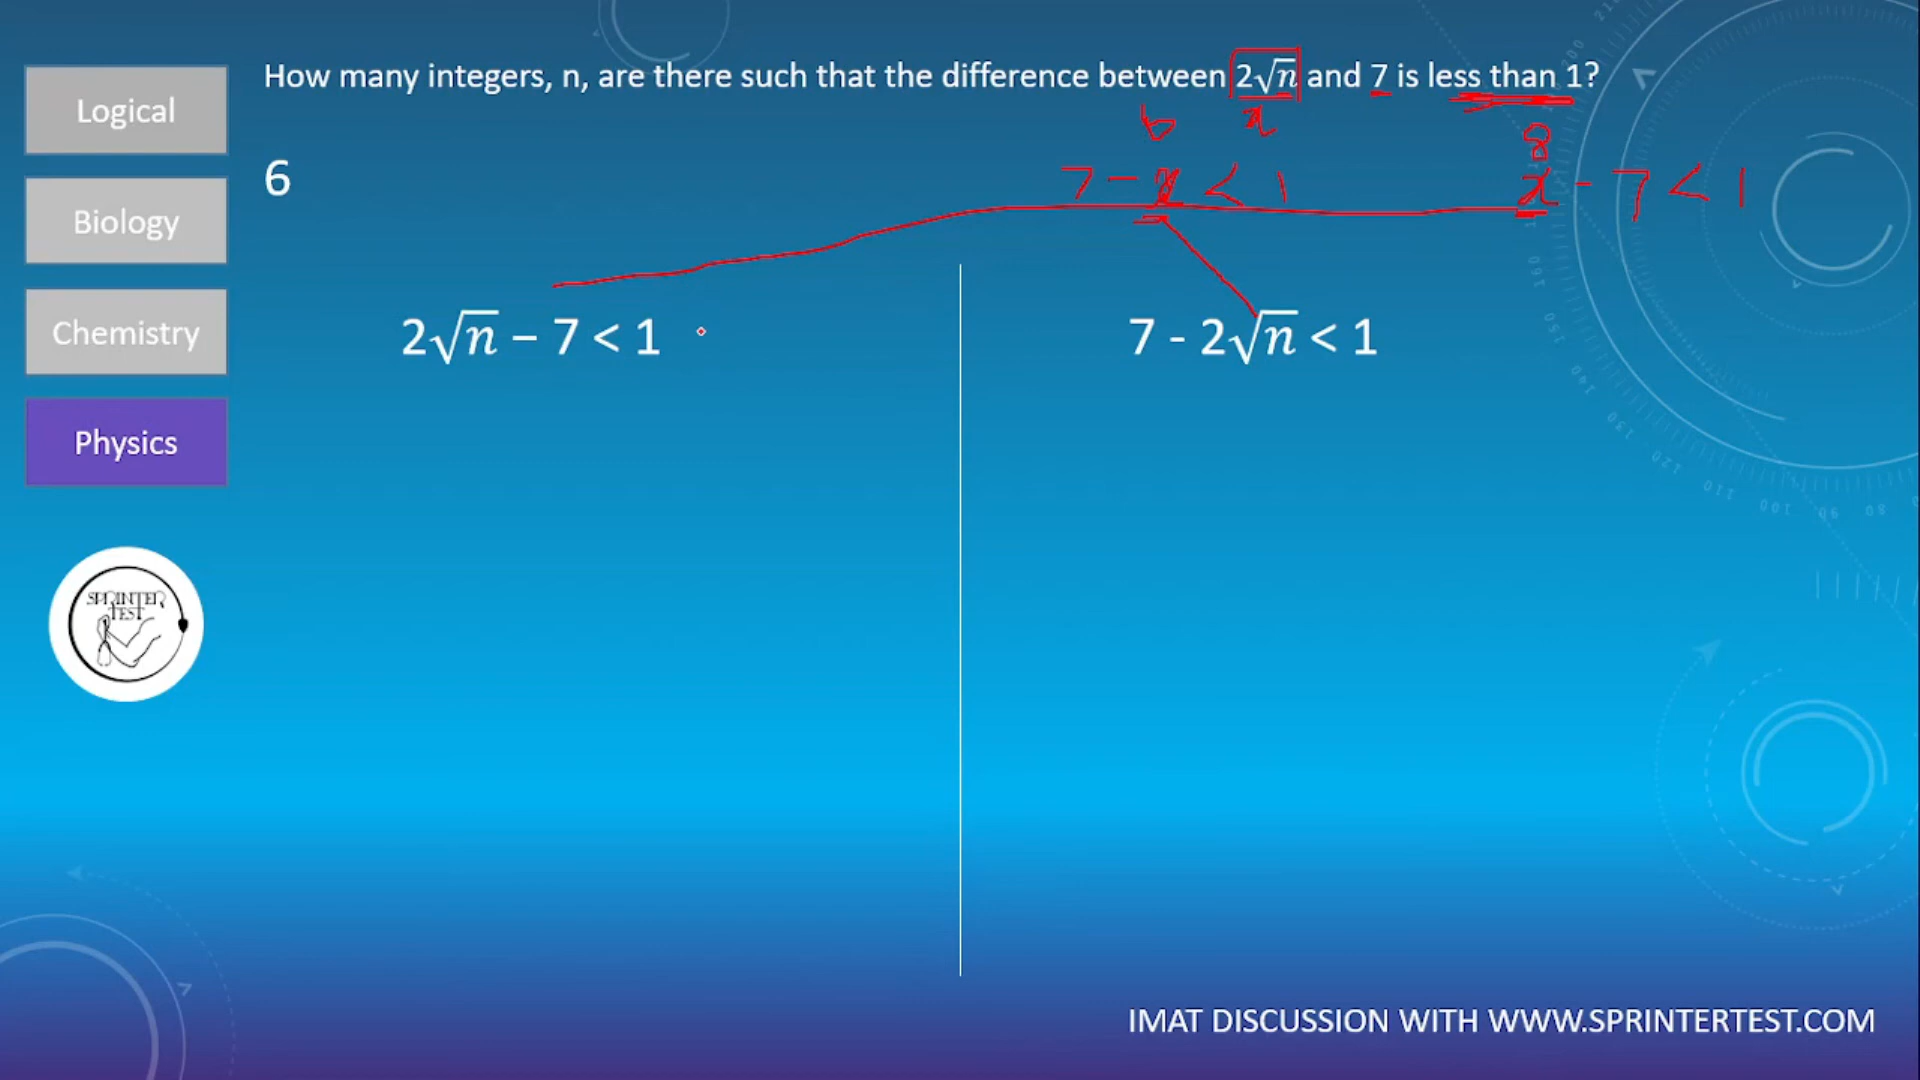 How many integers, n, are there such that the difference between 2√n and 7 is less than 1?
x
6
8
6
7 - x < 1
x - 7 < 1
2√n − 7 < 1
7 - 2√n < 1
Logical
Biology
Chemistry
Physics
SPRINTER
TEST
IMAT DISCUSSION WITH WWW.SPRINTERTEST.COM